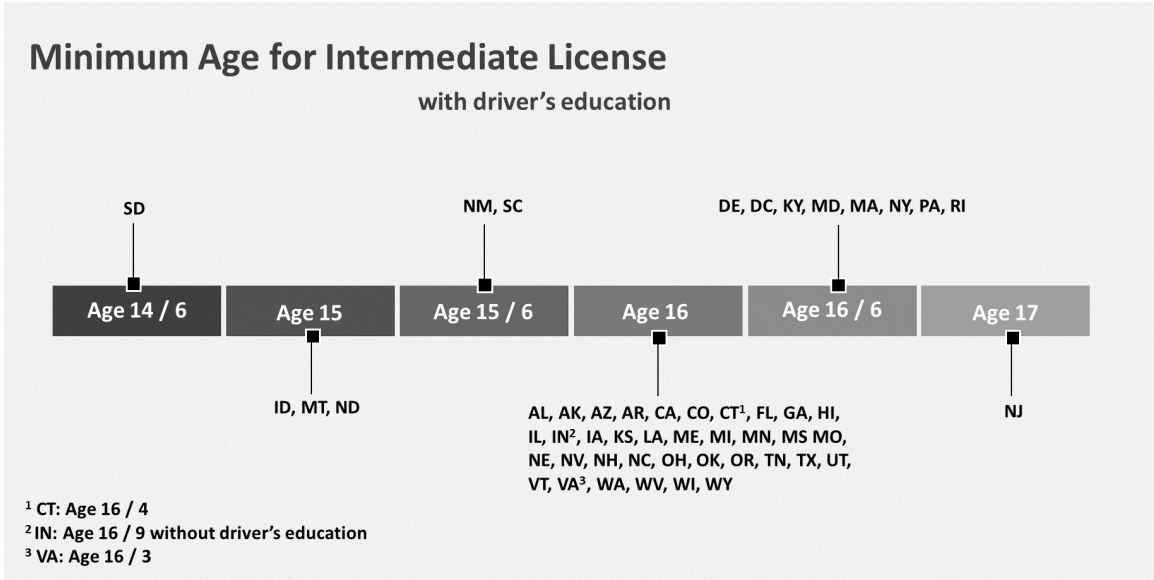 Minimum Age for Intermediate License
with driver's education
SD
NM, SC
DE, DC, KY, MD, MA, NY, PA, RI
Age 14 / 6
Age 15
Age 15 / 6
Age 16
Age 16 / 6
Age 17
ID, MT, ND
AL, AK, AZ, AR, CA, CO, CT¹, FL, GA, HI,
IL, IN², IA, KS, LA, ME, MI, MN, MS MO,
NE, NV, NH, NC, OH, OK, OR, TN, TX, UT,
VT, VA³, WA, WV, WI, WY
NJ
¹ CT: Age 16 / 4
² IN: Age 16 / 9 without driver's education
³ VA: Age 16 / 3